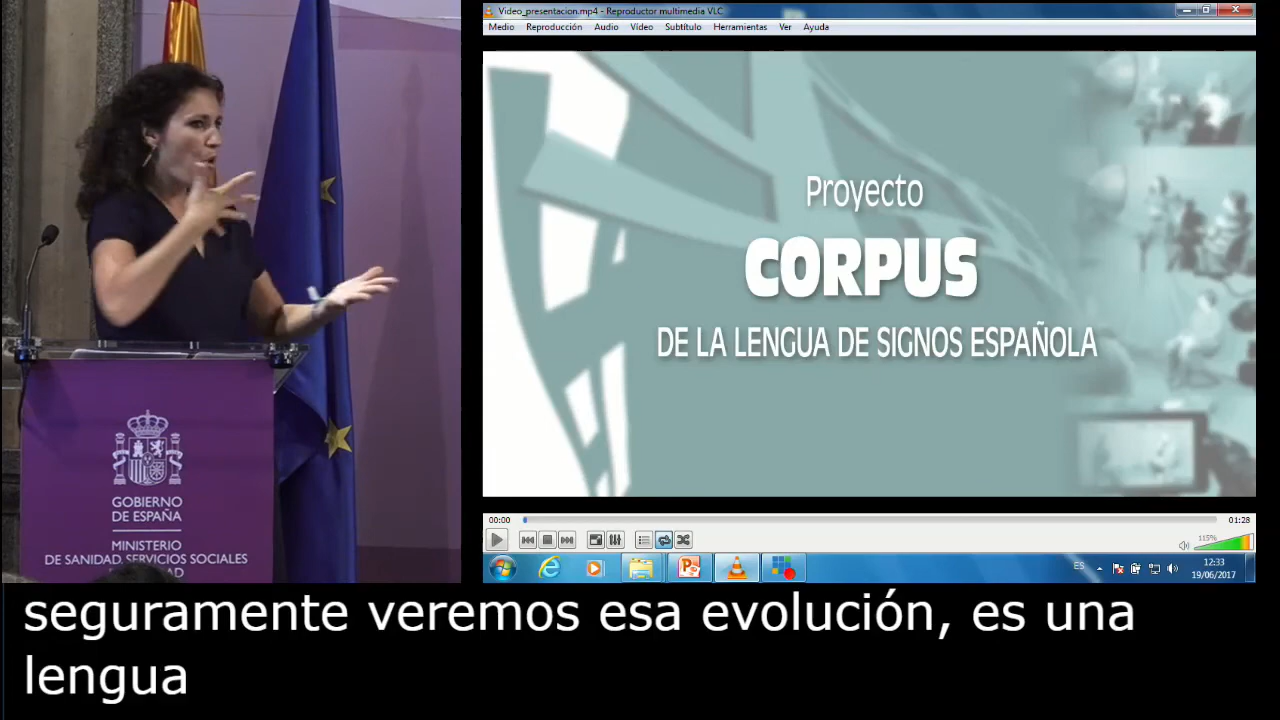 Video_presentacion.mp4 - Reproductor multimedia VLC
Medio Reproducción Audio Vídeo Subtítulo Herramientas Ver Ayuda
Proyecto
CORPUS
DE LA LENGUA DE SIGNOS ESPAÑOLA
00:00
01:28
115%
ES
12:33
19/06/2017
GOBIERNO
DE ESPAÑA
MINISTERIO
DE SANIDAD, SERVICIOS SOCIALES
seguramente veremos esa evolución, es una
lengua